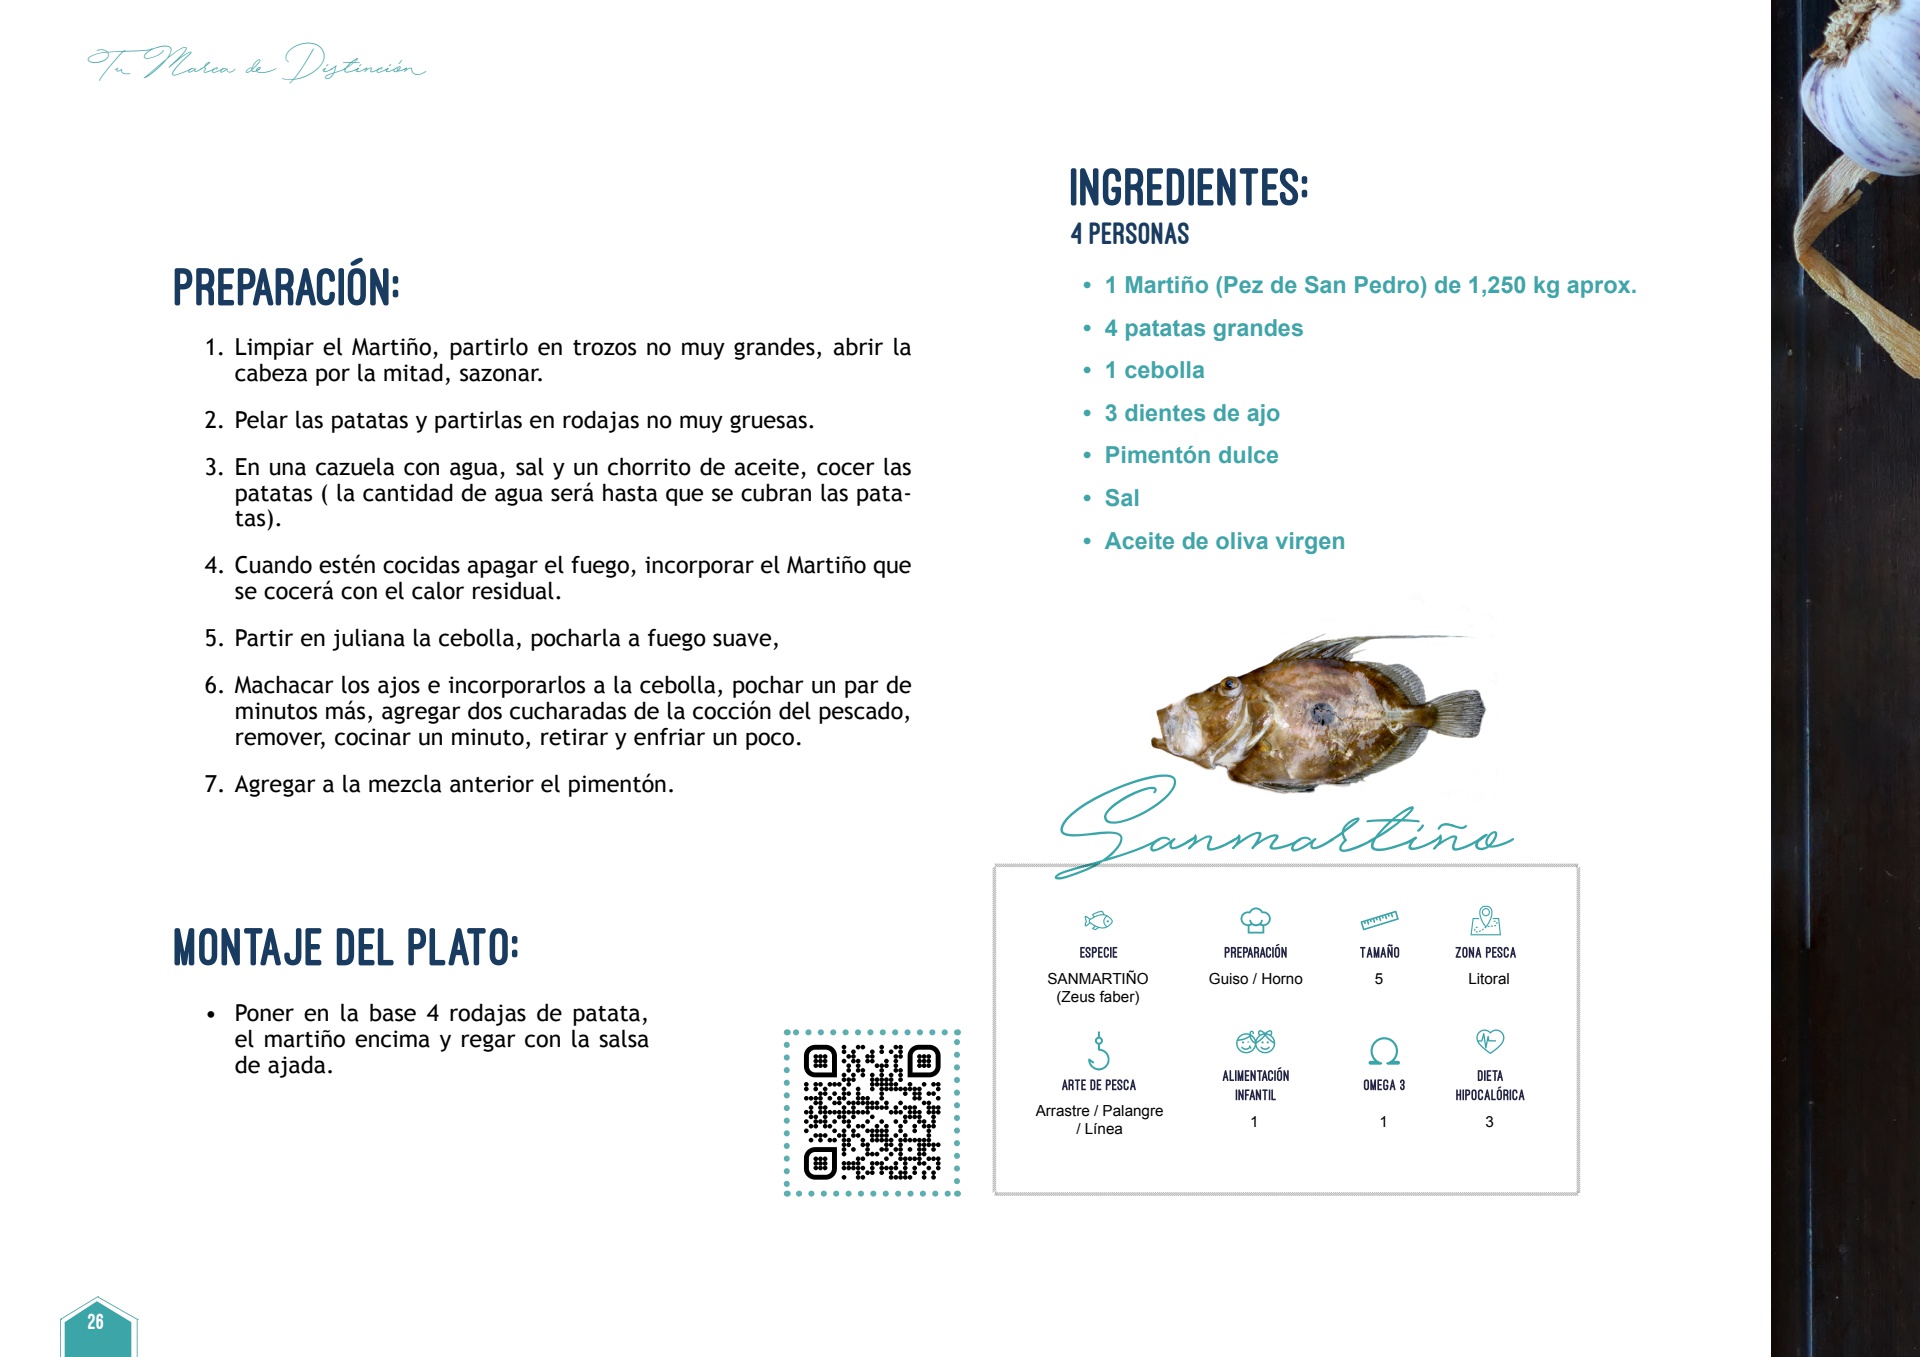 Tu Marca de Distinción
PREPARACIÓN:
1. Limpiar el Martiño, partirlo en trozos no muy grandes, abrir la
cabeza por la mitad, sazonar.
2. Pelar las patatas y partirlas en rodajas no muy gruesas.
3. En una cazuela con agua, sal y un chorrito de aceite, cocer las
patatas ( la cantidad de agua será hasta que se cubran las pata-
tas).
4. Cuando estén cocidas apagar el fuego, incorporar el Martiño que
se cocerá con el calor residual.
5. Partir en juliana la cebolla, pocharla a fuego suave,
6. Machacar los ajos e incorporarlos a la cebolla, pochar un par de
minutos más, agregar dos cucharadas de la cocción del pescado,
remover, cocinar un minuto, retirar y enfriar un poco.
7. Agregar a la mezcla anterior el pimentón.
MONTAJE DEL PLATO:
• Poner en la base 4 rodajas de patata,
el martiño encima y regar con la salsa
de ajada.
INGREDIENTES:
4 PERSONAS
• 1 Martiño (Pez de San Pedro) de 1,250 kg aprox.
• 4 patatas grandes
• 1 cebolla
• 3 dientes de ajo
• Pimentón dulce
• Sal
• Aceite de oliva virgen
Sanmartiño
ESPECIE
SANMARTIÑO
(Zeus faber)
PREPARACIÓN
Guiso / Horno
TAMAÑO
5
ZONA PESCA
Litoral
ARTE DE PESCA
Arrastre / Palangre
/ Línea
ALIMENTACIÓN
INFANTIL
1
OMEGA 3
1
DIETA
HIPOCALÓRICA
3
26